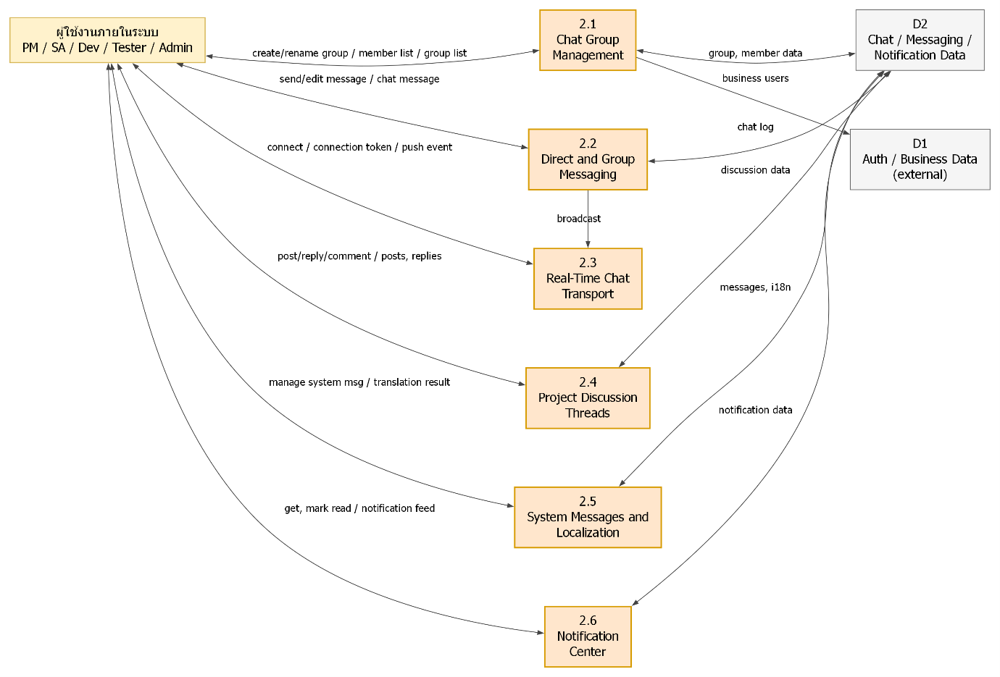 ผู้ใช้งานภายในระบบ
PM / SA / Dev / Tester / Admin
2.1
Chat Group
Management
D2
Chat / Messaging /
Notification Data
create/rename group / member list / group list
group, member data
send/edit message / chat message
business users
chat log
2.2
Direct and Group
Messaging
D1
Auth / Business Data
(external)
connect / connection token / push event
discussion data
broadcast
2.3
Real-Time Chat
Transport
post/reply/comment / posts, replies
messages, i18n
2.4
Project Discussion
Threads
manage system msg / translation result
notification data
2.5
System Messages and
Localization
get, mark read / notification feed
2.6
Notification
Center